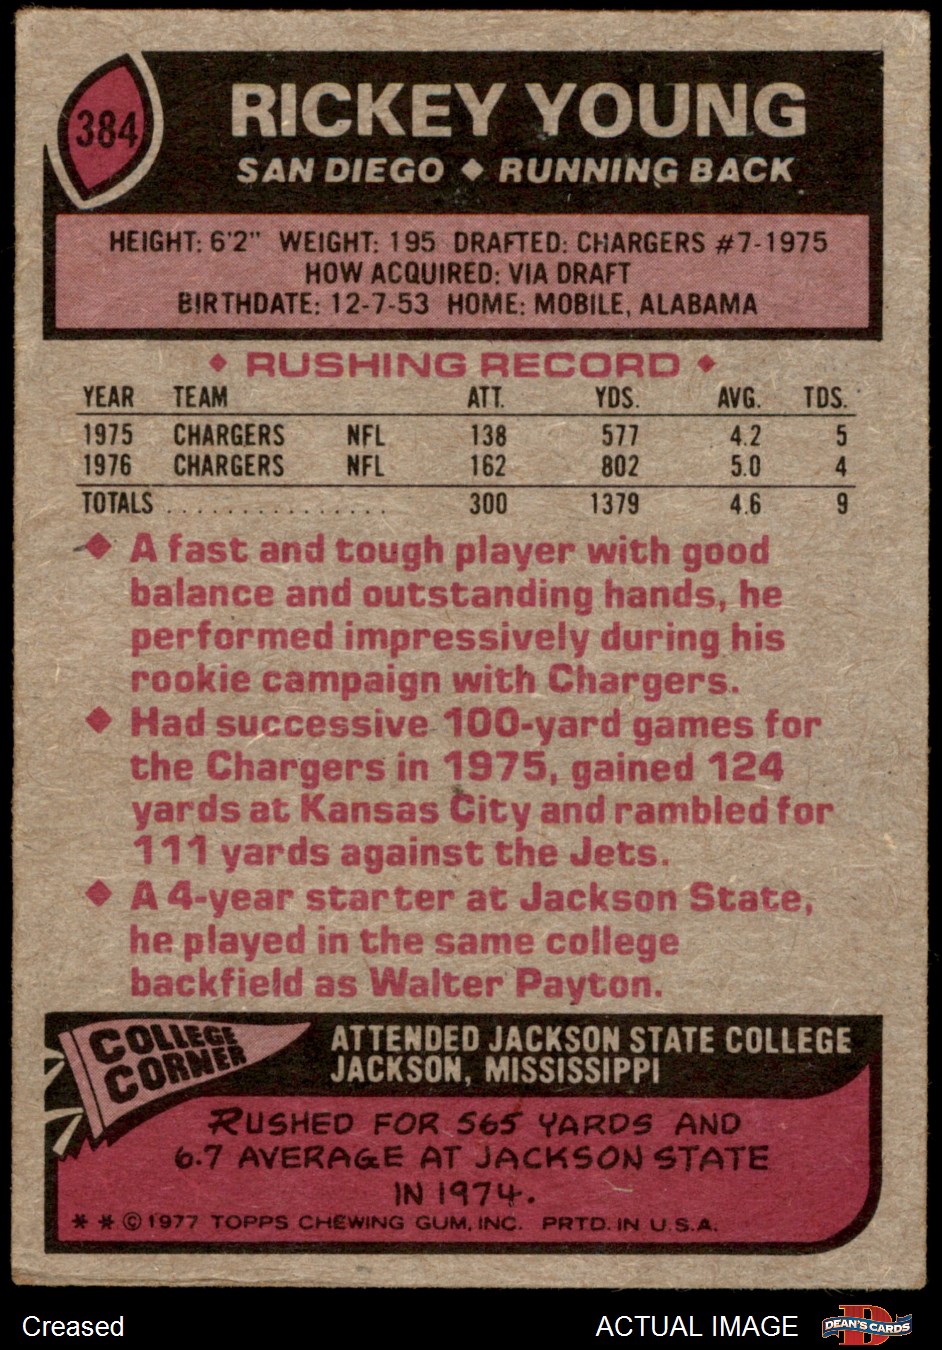 384
RICKEY YOUNG
SAN DIEGO ◆ RUNNING BACK
HEIGHT: 6'2" WEIGHT: 195 DRAFTED: CHARGERS #7-1975
HOW ACQUIRED: VIA DRAFT
BIRTHDATE: 12-7-53 HOME: MOBILE, ALABAMA
◆ RUSHING RECORD ◆
YEAR TEAM ATT. YDS. AVG. TDS.
1975 CHARGERS NFL 138 577 4.2 5
1976 CHARGERS NFL 162 802 5.0 4
TOTALS . . . . . . . . . . . . . . . 300 1379 4.6 9
◆ A fast and tough player with good
balance and outstanding hands, he
performed impressively during his
rookie campaign with Chargers.
◆ Had successive 100-yard games for
the Chargers in 1975, gained 124
yards at Kansas City and rambled for
111 yards against the Jets.
◆ A 4-year starter at Jackson State,
he played in the same college
backfield as Walter Payton.
COLLEGE
CORNER
ATTENDED JACKSON STATE COLLEGE
JACKSON, MISSISSIPPI
RUSHED FOR 565 YARDS AND
6.7 AVERAGE AT JACKSON STATE
IN 1974.
* * © 1977 TOPPS CHEWING GUM, INC. PRTD. IN U.S.A.
Creased
ACTUAL IMAGE
D
DEAN'S CARDS